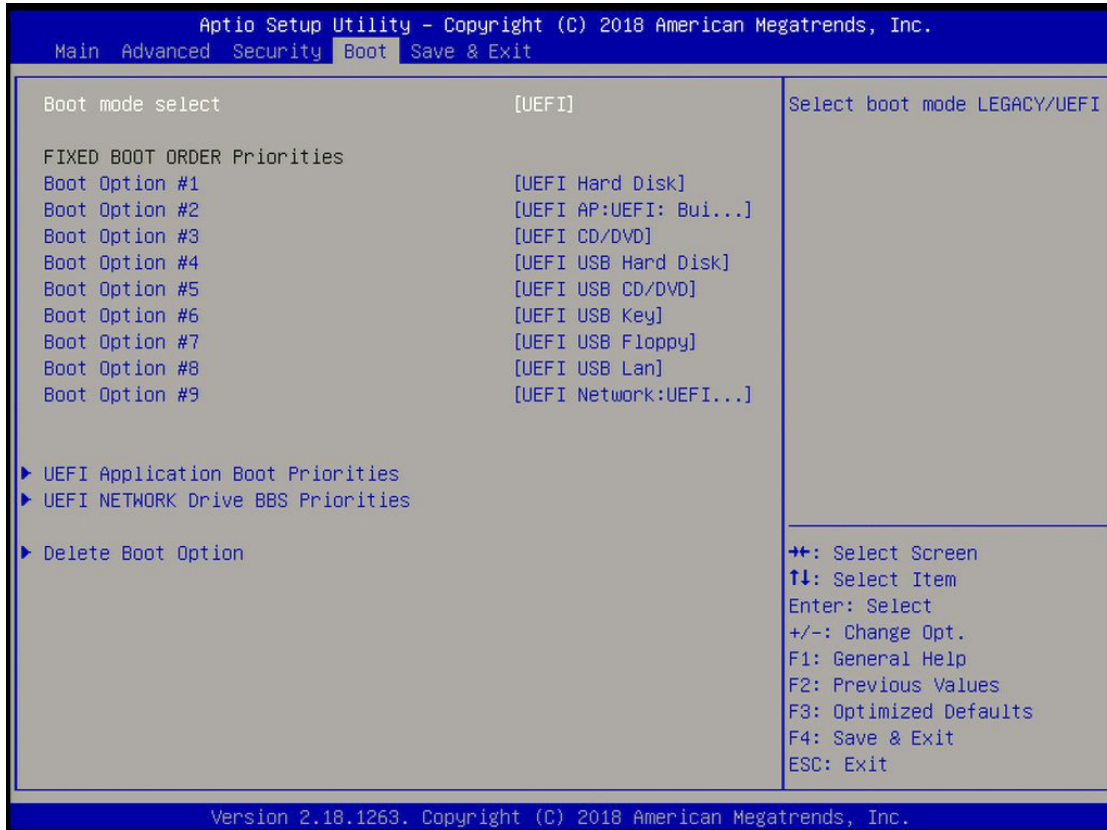 Aptio Setup Utility – Copyright (C) 2018 American Megatrends, Inc.
Main Advanced Security Boot Save & Exit
Boot mode select [UEFI]
FIXED BOOT ORDER Priorities
Boot Option #1 [UEFI Hard Disk]
Boot Option #2 [UEFI AP:UEFI: Bui...]
Boot Option #3 [UEFI CD/DVD]
Boot Option #4 [UEFI USB Hard Disk]
Boot Option #5 [UEFI USB CD/DVD]
Boot Option #6 [UEFI USB Key]
Boot Option #7 [UEFI USB Floppy]
Boot Option #8 [UEFI USB Lan]
Boot Option #9 [UEFI Network:UEFI...]
UEFI Application Boot Priorities
UEFI NETWORK Drive BBS Priorities
Delete Boot Option
Select boot mode LEGACY/UEFI
→←: Select Screen
↑↓: Select Item
Enter: Select
+/-: Change Opt.
F1: General Help
F2: Previous Values
F3: Optimized Defaults
F4: Save & Exit
ESC: Exit
Version 2.18.1263. Copyright (C) 2018 American Megatrends, Inc.